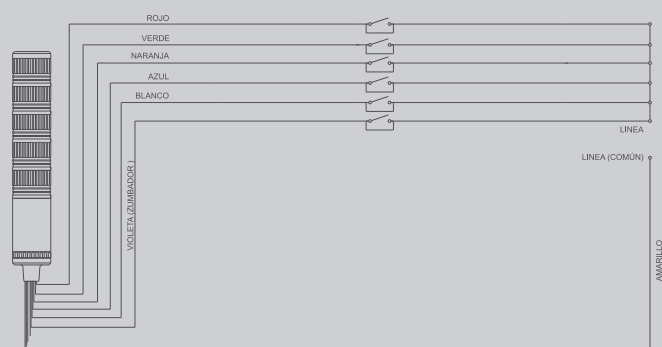 ROJO
VERDE
NARANJA
AZUL
BLANCO
VIOLETA (ZUMBADOR )
LINEA
LINEA (COMÚN)
AMARILLO